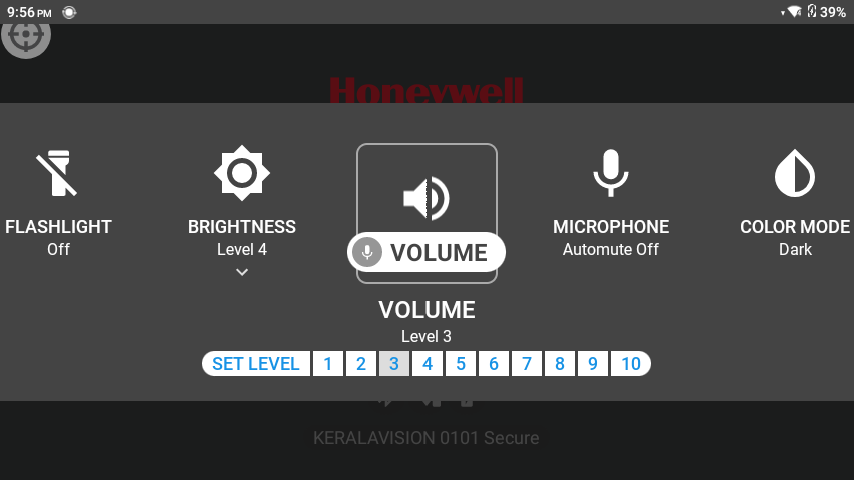 9:56 PM
39%
Honeywell
FLASHLIGHT
Off
BRIGHTNESS
Level 4
VOLUME
MICROPHONE
Automute Off
COLOR MODE
Dark
VOLUME
Level 3
SET LEVEL 1 2 3 4 5 6 7 8 9 10
KERALAVISION 0101 Secure